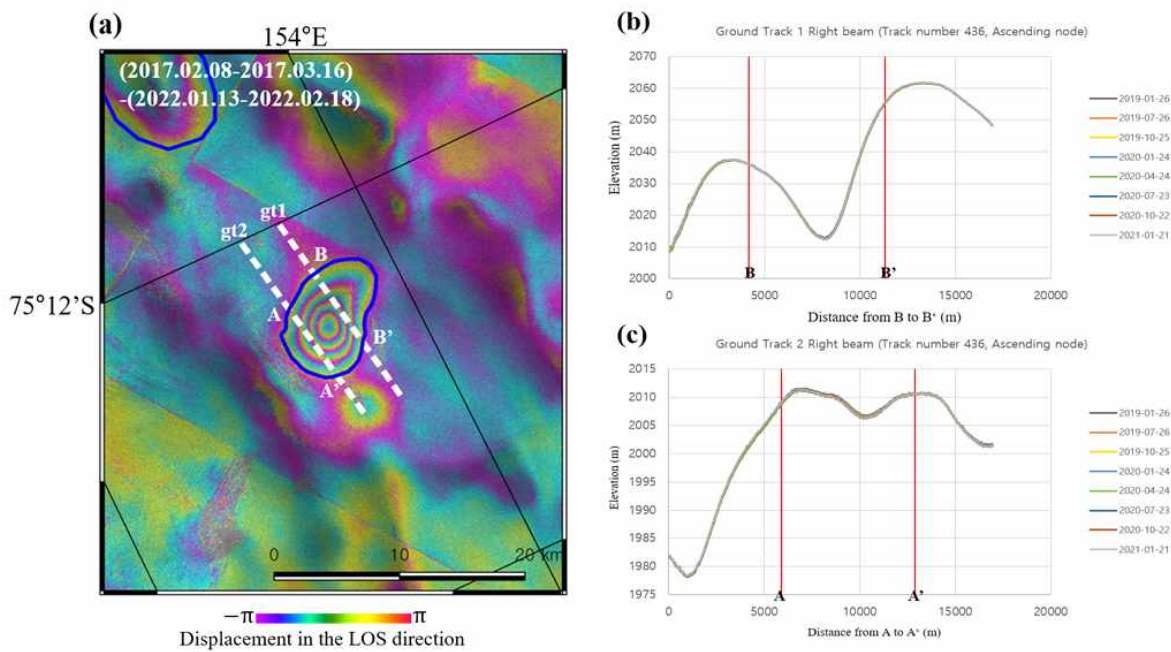 (a)
154°E
(2017.02.08-2017.03.16)
-(2022.01.13-2022.02.18)
gt1
gt2
B
75°12'S
A
B'
A'
0 10 20 km
−π π
Displacement in the LOS direction
(b)
Ground Track 1 Right beam (Track number 436, Ascending node)
2070
2060
2050
2040
2030
2020
2010
2000
Elevation (m)
B B'
0 5000 10000 15000 20000
Distance from B to B‘ (m)
2019-01-26
2019-07-26
2019-10-25
2020-01-24
2020-04-24
2020-07-23
2020-10-22
2021-01-21
(c)
Ground Track 2 Right beam (Track number 436, Ascending node)
2015
2010
2005
2000
1995
1990
1985
1980
1975
Elevation (m)
A A’
0 5000 10000 15000 20000
Distance from A to A‘ (m)
2019-01-26
2019-07-26
2019-10-25
2020-01-24
2020-04-24
2020-07-23
2020-10-22
2021-01-21